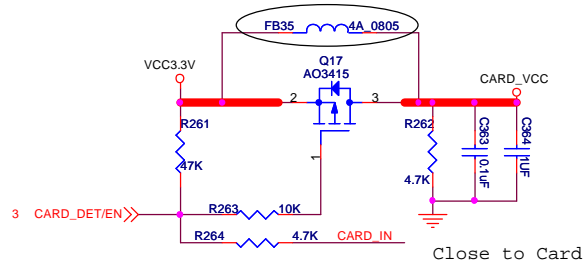 FB35 4A_0805
VCC3.3V
Q17
AO3415
CARD_VCC
2 3
R261
47K
R262
4.7K
C363
0.1uF
C364
1UF
1
3 CARD_DET/EN
R263 10K
R264 4.7K CARD_IN
Close to Card